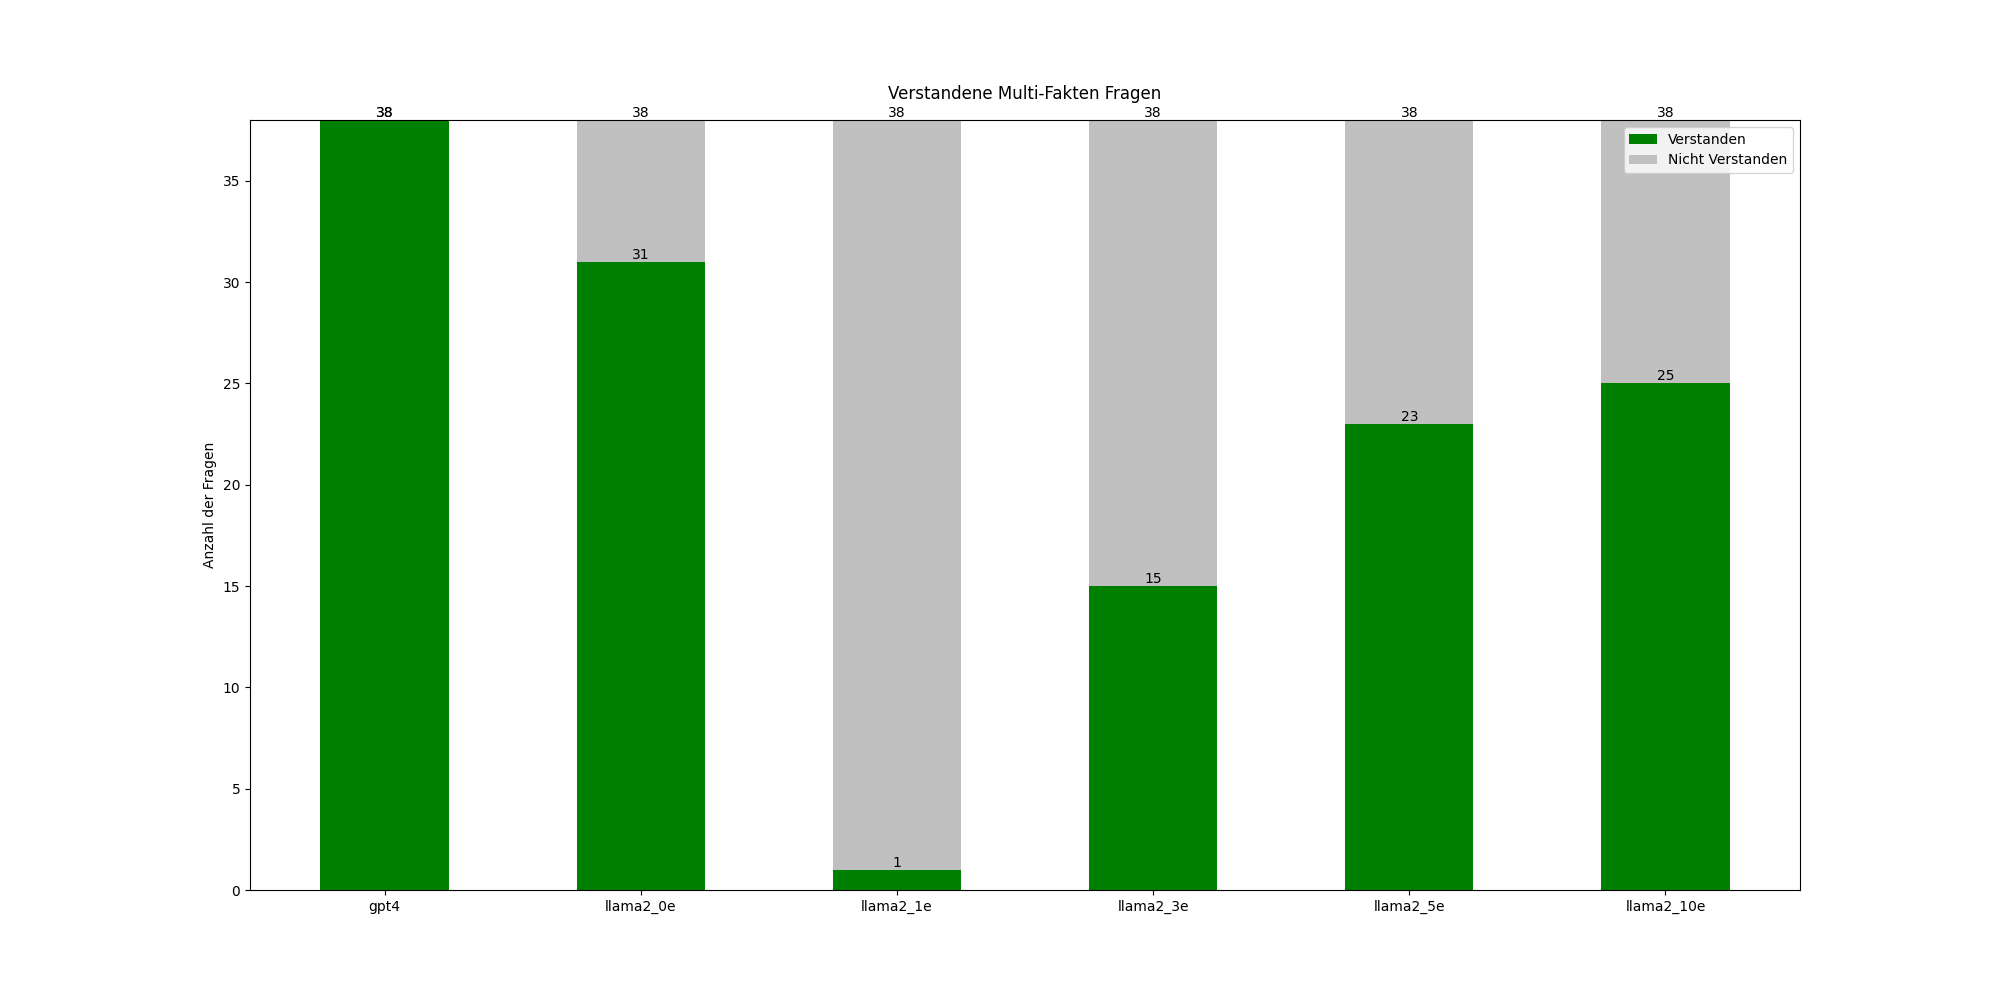 Verstandene Multi-Fakten Fragen
38
38
38
38
38
38
Verstanden
Nicht Verstanden
35
30
25
20
15
10
5
0
Anzahl der Fragen
31
1
15
23
25
gpt4
llama2_0e
llama2_1e
llama2_3e
llama2_5e
llama2_10e